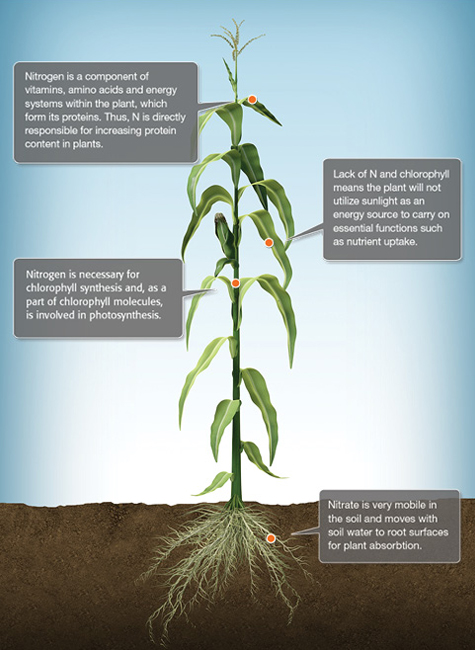 Nitrogen is a component of
vitamins, amino acids and energy
systems within the plant, which
form its proteins. Thus, N is directly
responsible for increasing protein
content in plants.
Lack of N and chlorophyll
means the plant will not
utilize sunlight as an
energy source to carry on
essential functions such
as nutrient uptake.
Nitrogen is necessary for
chlorophyll synthesis and, as a
part of chlorophyll molecules,
is involved in photosynthesis.
Nitrate is very mobile in
the soil and moves with
soil water to root surfaces
for plant absorbtion.